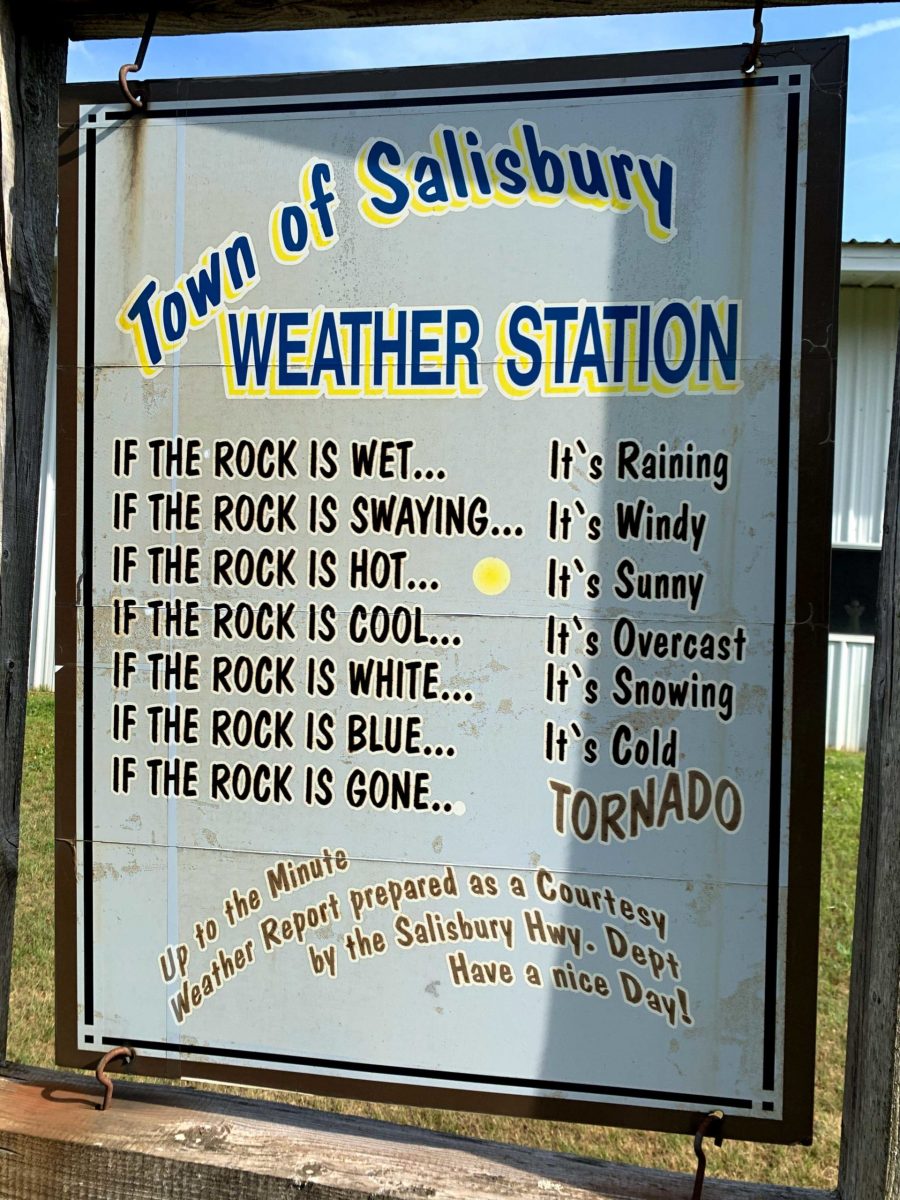 Town of Salisbury
WEATHER STATION
IF THE ROCK IS WET... It`s Raining
IF THE ROCK IS SWAYING... It`s Windy
IF THE ROCK IS HOT... It`s Sunny
IF THE ROCK IS COOL... It`s Overcast
IF THE ROCK IS WHITE... It`s Snowing
IF THE ROCK IS BLUE... It`s Cold
IF THE ROCK IS GONE... TORNADO
Up to the Minute
Weather Report prepared as a Courtesy
by the Salisbury Hwy. Dept
Have a nice Day!